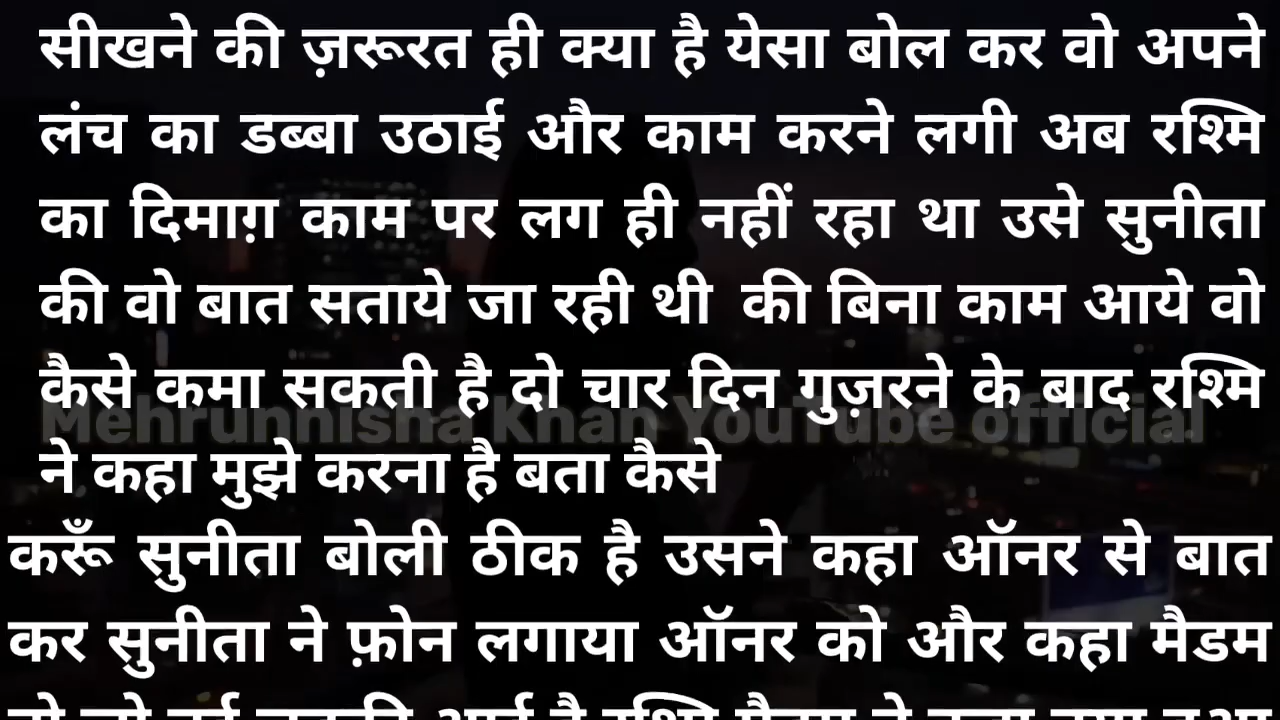 सीखने की ज़रूरत ही क्या है येसा बोल कर वो अपने
लंच का डब्बा उठाई और काम करने लगी अब रश्मि
का दिमाग़ काम पर लग ही नहीं रहा था उसे सुनीता
की वो बात सताये जा रही थी की बिना काम आये वो
कैसे कमा सकती है दो चार दिन गुज़रने के बाद रश्मि
Mehrunnisha Khan YouTube official
ने कहा मुझे करना है बता कैसे
करूँ सुनीता बोली ठीक है उसने कहा ऑनर से बात
कर सुनीता ने फ़ोन लगाया ऑनर को और कहा मैडम